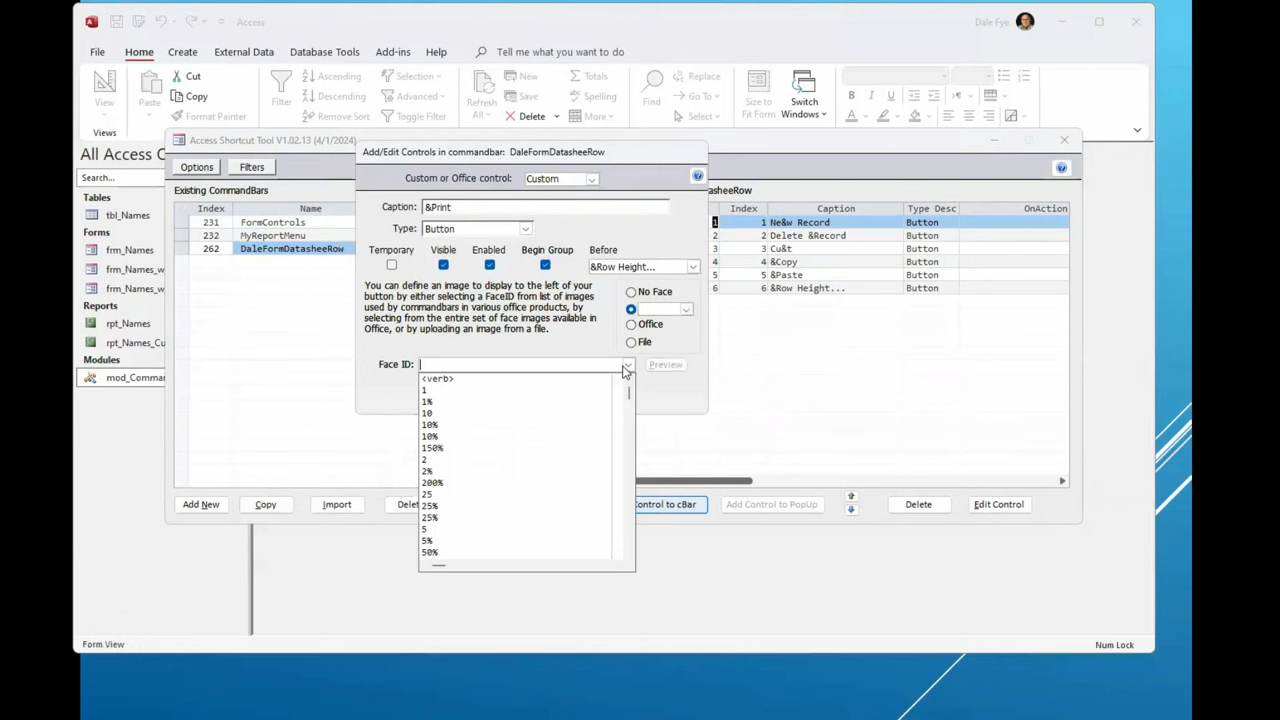 Access
Dale Fye
File Home Create External Data Database Tools Add-ins Help Tell me what you want to do
View
Views
Paste
Cut
Copy
Format Painter
Filter
Ascending
Descending
Remove Sort
Selection
Advanced
Toggle Filter
Refresh
All
New
Save
Delete
Totals
Spelling
More
Find
Replace
Go To
Select
Size to
Fit Form
Switch
Windows
B I U
All Access
Search...
Tables
tbl_Names
Forms
frm_Names
frm_Names_w
frm_Names_w
Reports
rpt_Names
rpt_Names_Cu
Modules
mod_Comma
Access Shortcut Tool V1.02.13 (4/1/2024)
Options Filters
Existing CommandBars
Index Name
231 FormControls
232 MyReportMenu
262 DaleFormDatasheeRow
Add New Copy Import Delet
Add/Edit Controls in commandbar: DaleFormDatasheeRow
Custom or Office control: Custom
Caption: &Print
Type: Button
Temporary Visible Enabled Begin Group Before
&Row Height...
You can define an image to display to the left of your
button by either selecting a FaceID from list of images
used by commandbars in various office products, by
selecting from the entire set of face images available in
Office, or by uploading an image from a file.
No Face
Office
File
Face ID: Preview
<verb>
1
1%
10
10%
10%
150%
2
2%
200%
25
25%
25%
5
5%
50%
asheeRow
Index Caption Type Desc OnAction
1 1 Ne&w Record Button
2 2 Delete &Record Button
3 3 Cu&t Button
4 4 &Copy Button
5 5 &Paste Button
6 6 &Row Height... Button
Control to cBar Add Control to PopUp Delete Edit Control
Form View
Num Lock